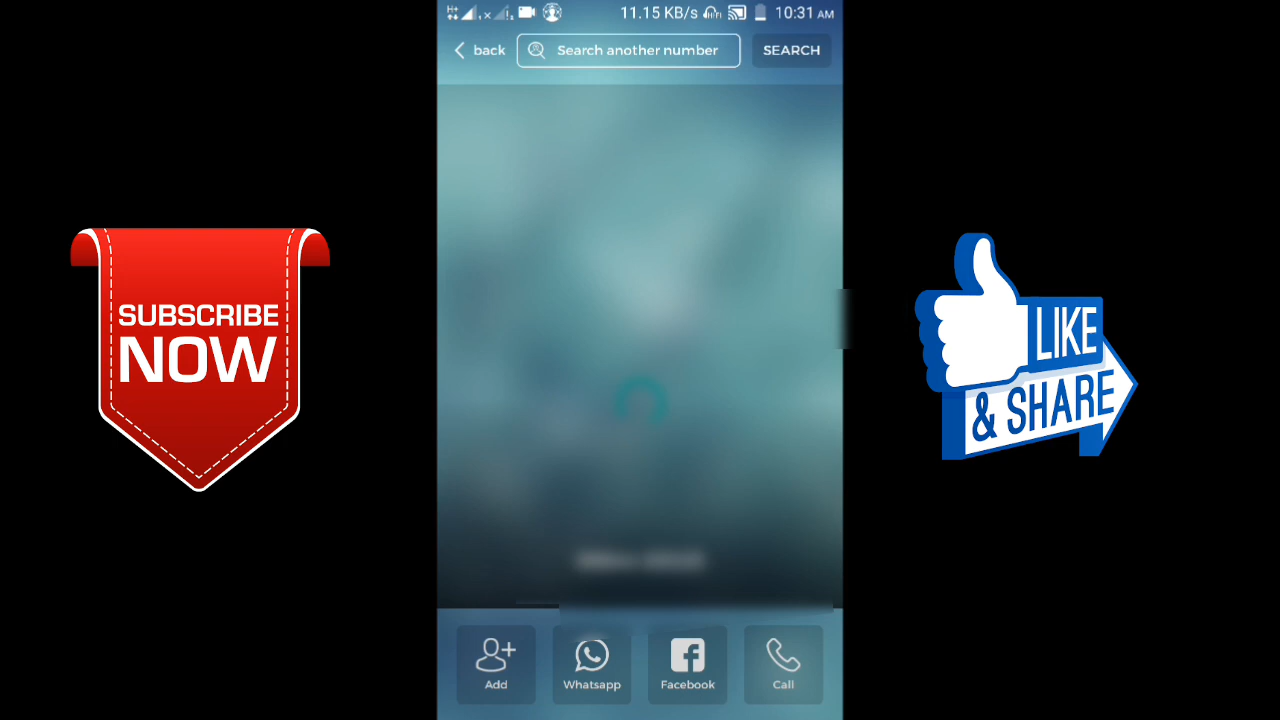 11.15 KB/s 10:31 AM
back
Search another number
SEARCH
SUBSCRIBE
NOW
LIKE
& SHARE
Add
Whatsapp
Facebook
Call